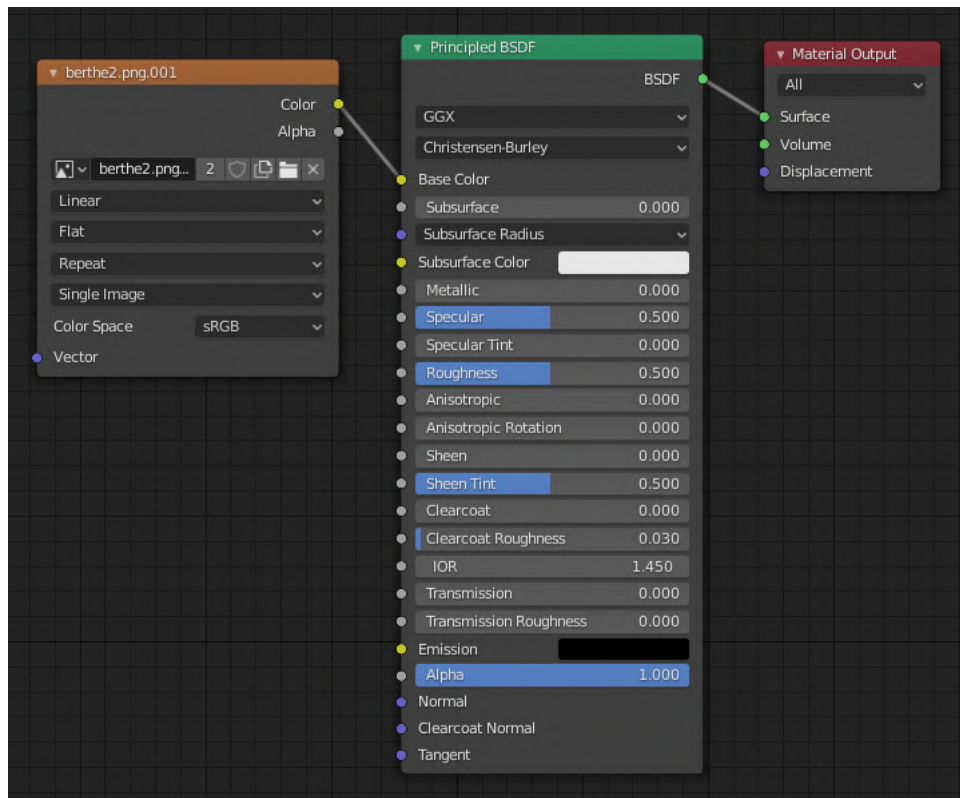 berthe2.png.001
Color
Alpha
berthe2.png... 2
Linear
Flat
Repeat
Single Image
Color Space sRGB
Vector
Principled BSDF
BSDF
GGX
Christensen-Burley
Base Color
Subsurface 0.000
Subsurface Radius
Subsurface Color
Metallic 0.000
Specular 0.500
Specular Tint 0.000
Roughness 0.500
Anisotropic 0.000
Anisotropic Rotation 0.000
Sheen 0.000
Sheen Tint 0.500
Clearcoat 0.000
Clearcoat Roughness 0.030
IOR 1.450
Transmission 0.000
Transmission Roughness 0.000
Emission
Alpha 1.000
Normal
Clearcoat Normal
Tangent
Material Output
All
Surface
Volume
Displacement